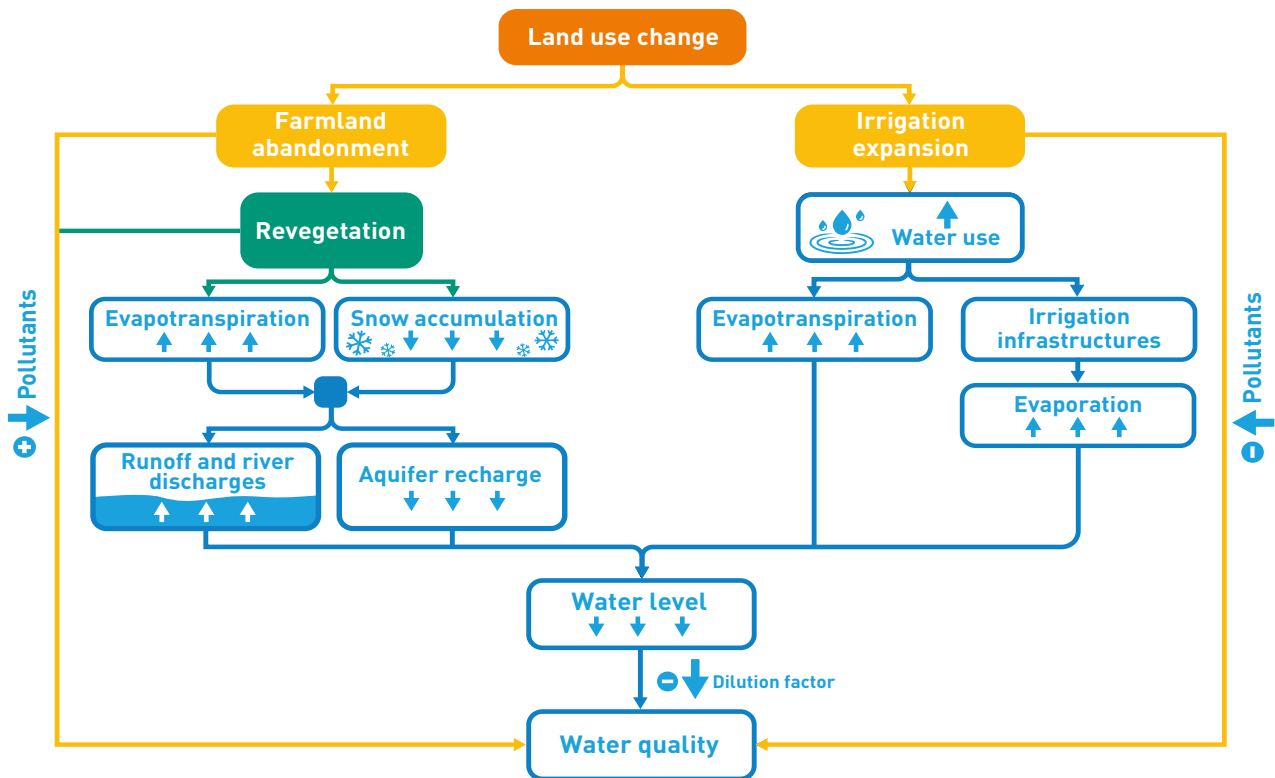 Land use change
Farmland
abandonment
Irrigation
expansion
Revegetation
Water use
Evapotranspiration
Snow accumulation
Evapotranspiration
Irrigation
infrastructures
Pollutants
+
Pollutants
-
Evaporation
Runoff and river
discharges
Aquifer recharge
Water level
- Dilution factor
Water quality